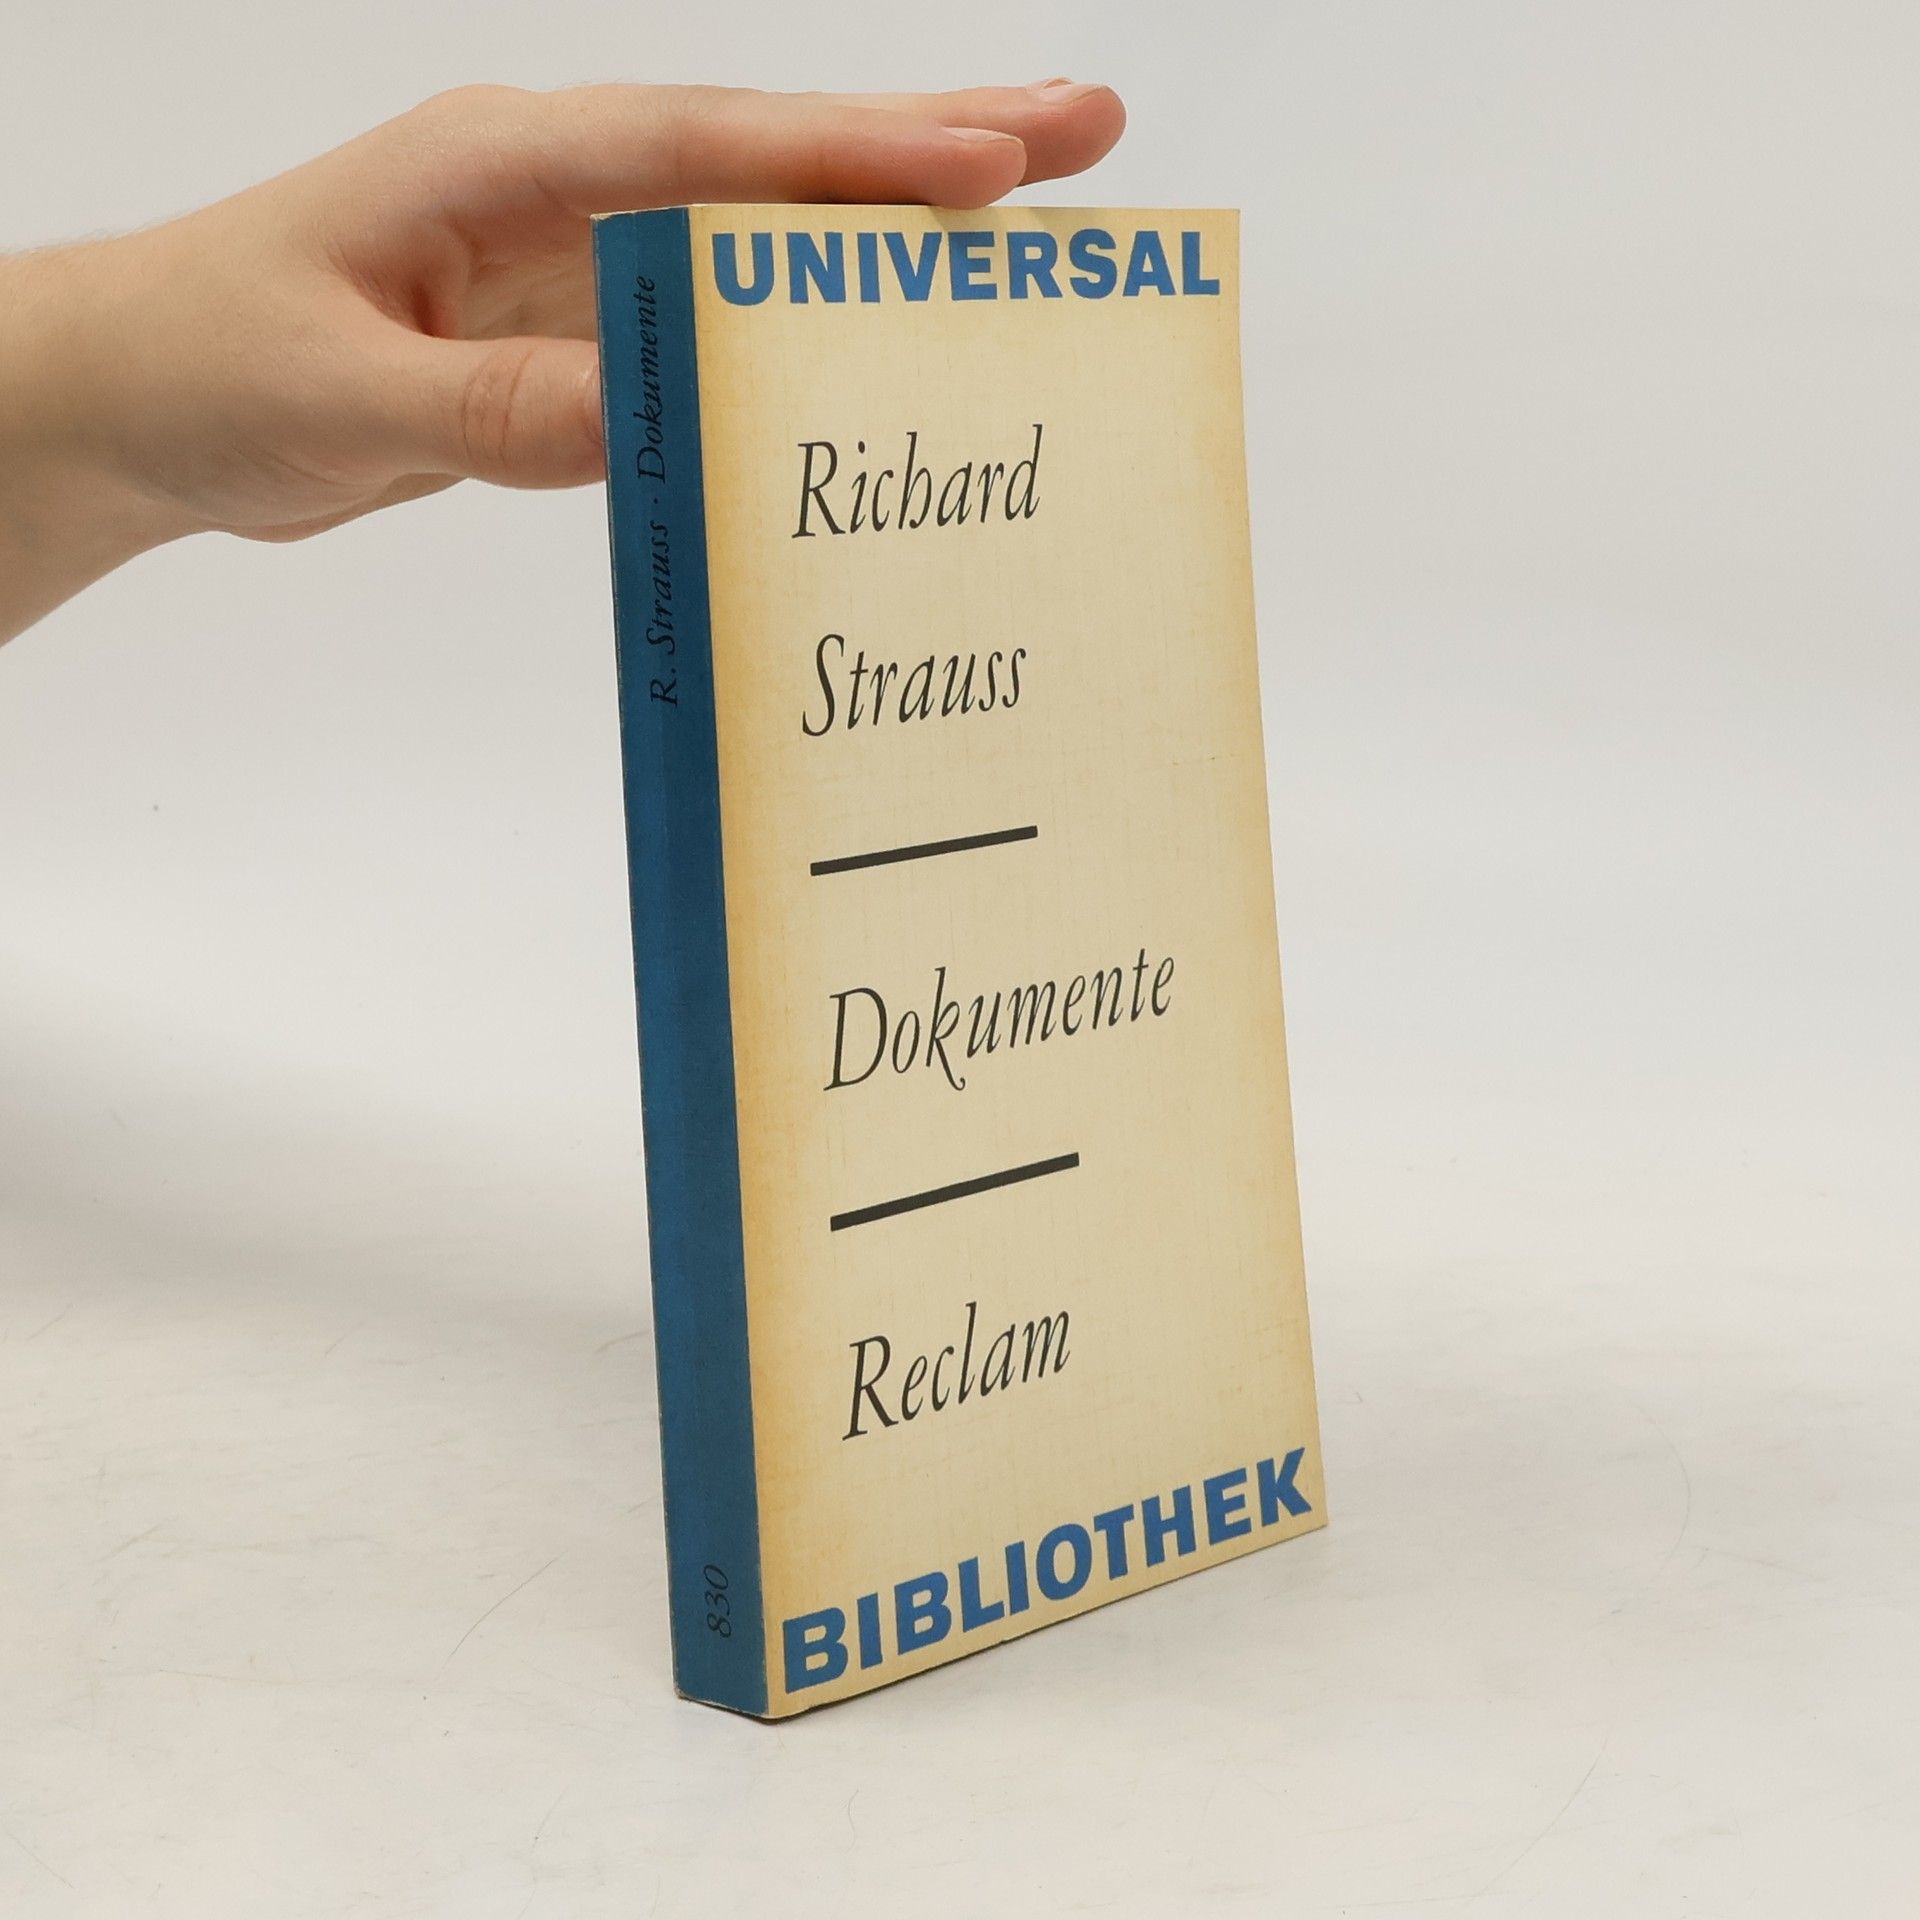 UNIVERSAL
Richard
Strauss
Dokumente
Reclam
BIBLIOTHEK
R. Strauss · Dokumente
830